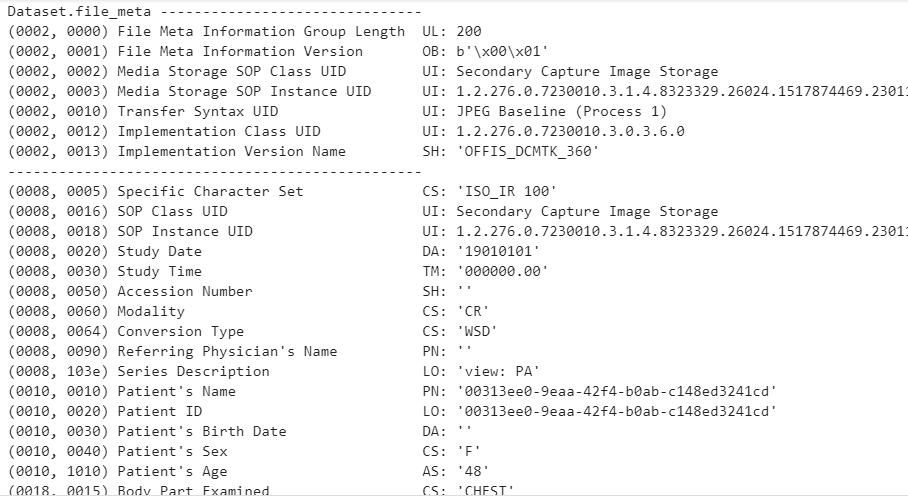 Dataset.file_meta -------------------------------
(0002, 0000) File Meta Information Group Length  UL: 200
(0002, 0001) File Meta Information Version       OB: b'\x00\x01'
(0002, 0002) Media Storage SOP Class UID         UI: Secondary Capture Image Storage
(0002, 0003) Media Storage SOP Instance UID      UI: 1.2.276.0.7230010.3.1.4.8323329.26024.1517874469.2301
(0002, 0010) Transfer Syntax UID                 UI: JPEG Baseline (Process 1)
(0002, 0012) Implementation Class UID            UI: 1.2.276.0.7230010.3.0.3.6.0
(0002, 0013) Implementation Version Name         SH: 'OFFIS_DCMTK_360'
-------------------------------------------------
(0008, 0005) Specific Character Set              CS: 'ISO_IR 100'
(0008, 0016) SOP Class UID                       UI: Secondary Capture Image Storage
(0008, 0018) SOP Instance UID                    UI: 1.2.276.0.7230010.3.1.4.8323329.26024.1517874469.2301
(0008, 0020) Study Date                          DA: '19010101'
(0008, 0030) Study Time                          TM: '000000.00'
(0008, 0050) Accession Number                    SH: ''
(0008, 0060) Modality                            CS: 'CR'
(0008, 0064) Conversion Type                     CS: 'WSD'
(0008, 0090) Referring Physician's Name          PN: ''
(0008, 103e) Series Description                  LO: 'view: PA'
(0010, 0010) Patient's Name                      PN: '00313ee0-9eaa-42f4-b0ab-c148ed3241cd'
(0010, 0020) Patient ID                          LO: '00313ee0-9eaa-42f4-b0ab-c148ed3241cd'
(0010, 0030) Patient's Birth Date                DA: ''
(0010, 0040) Patient's Sex                       CS: 'F'
(0010, 1010) Patient's Age                       AS: '48'
(0018, 0015) Body Part Examined                  CS: 'CHEST'